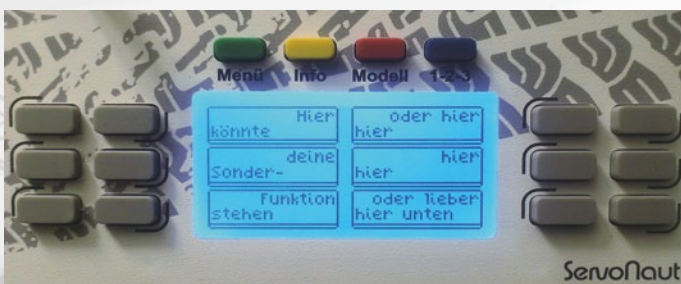 Menü Info Modell 1-2-3
Hier
könnte
deine
Sonder-
Funktion
stehen
oder hier
hier
hier
hier
oder lieber
hier unten
ServoNaut